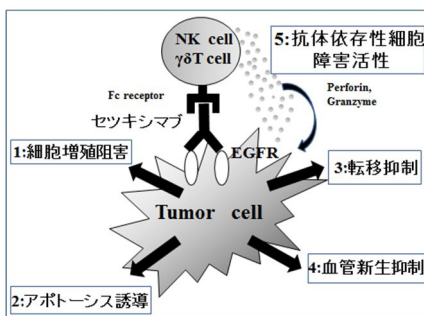 NK cell
γδT cell
5:抗体依存性細胞
障害活性
Fc receptor
Perforin,
Granzyme
セツキシマブ
1:細胞増殖阻害
EGFR
3:転移抑制
Tumor cell
4:血管新生抑制
2:アポトーシス誘導